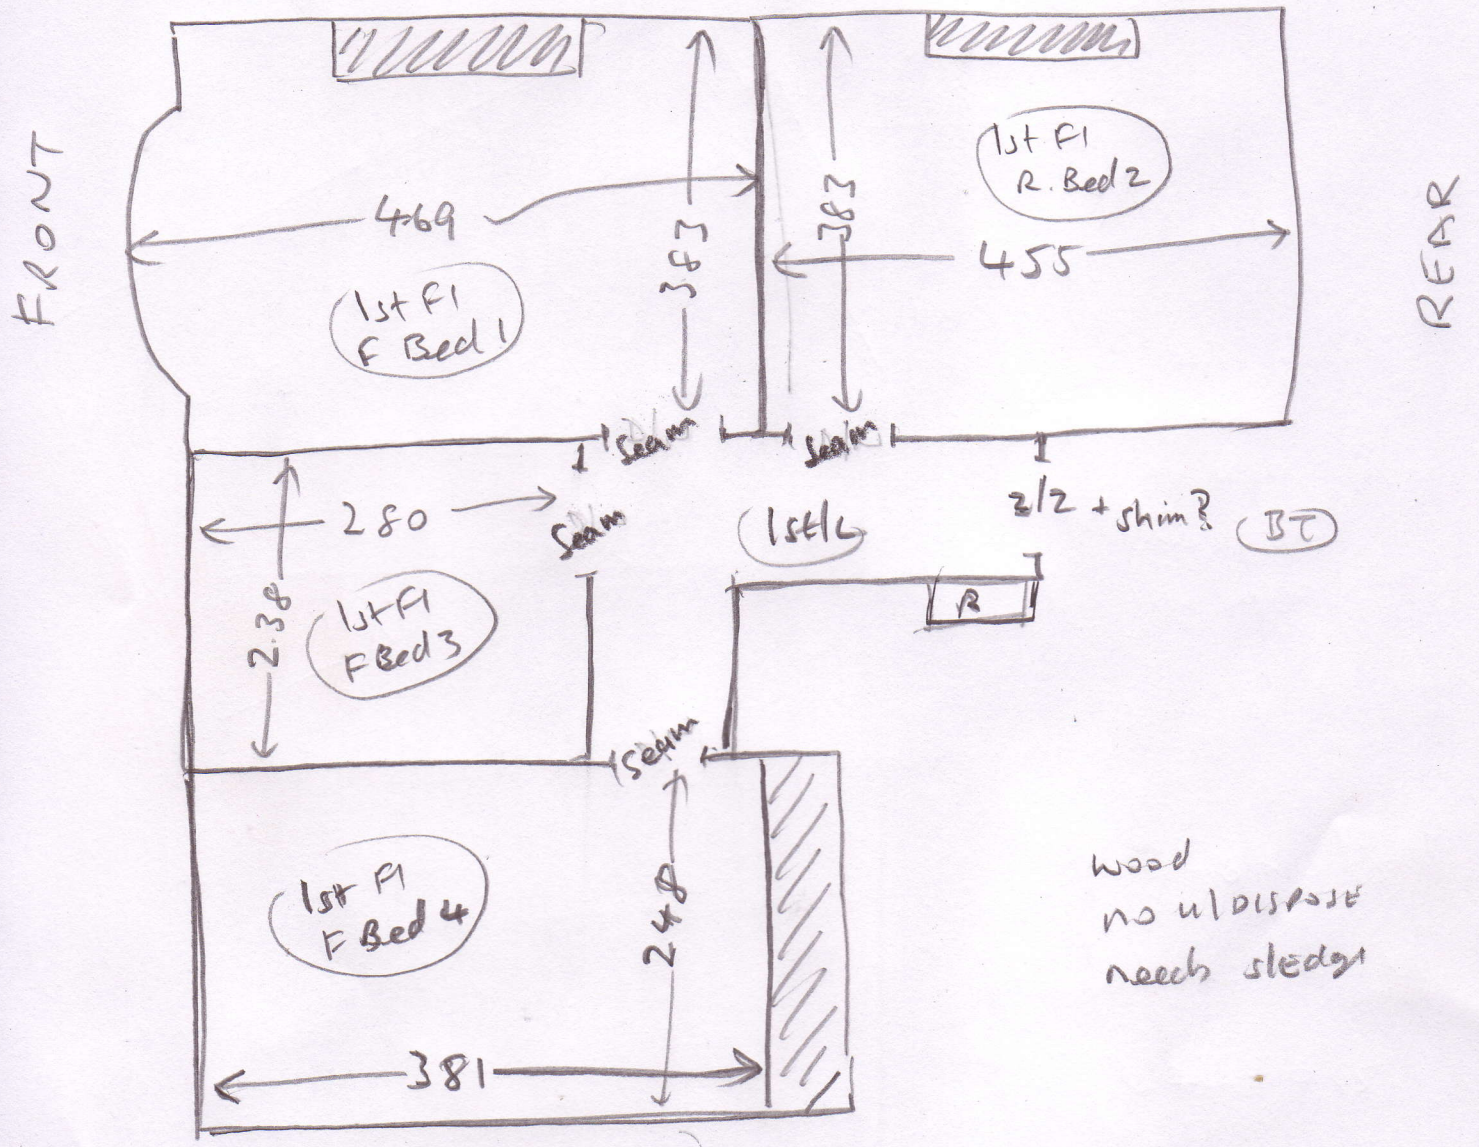 FRONT
469
383
1st Fl
F Bed 1
383
1st Fl
R. Bed 2
455
REAR
seam
seam
280
seam
1st/L
2/2 + shim?
BT
2.38
1st Fl
F Bed 3
R
seam
1st Fl
F Bed 4
248
381
wood
no u/DISPOSE
needs sledge